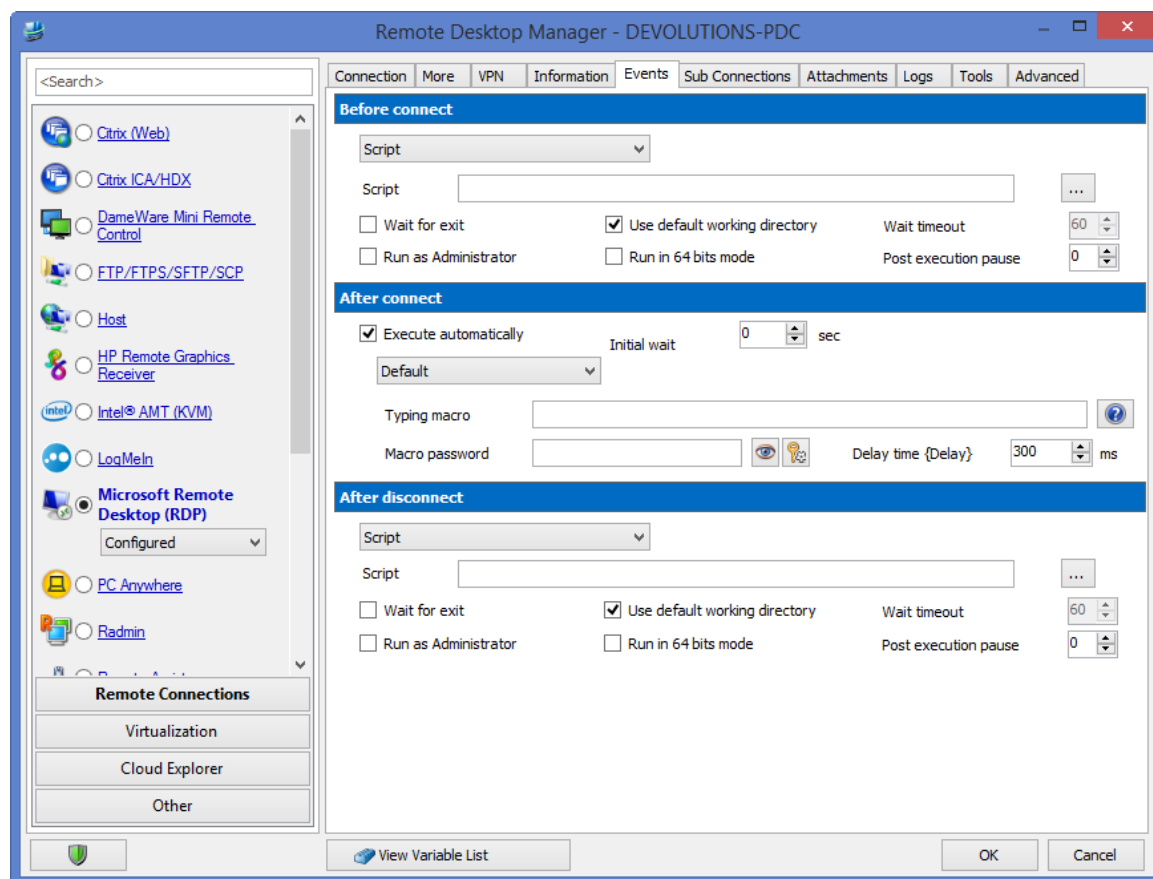 Remote Desktop Manager - DEVOLUTIONS-PDC
<Search>
Citrix (Web)
Citrix ICA/HDX
DameWare Mini Remote
Control
FTP/FTPS/SFTP/SCP
Host
HP Remote Graphics
Receiver
intel Intel® AMT (KVM)
LogMeIn
Microsoft Remote
Desktop (RDP)
Configured
PC Anywhere
Radmin
Remote Connections
Virtualization
Cloud Explorer
Other
Connection More VPN Information Events Sub Connections Attachments Logs Tools Advanced
Before connect
Script
Script ...
Wait for exit Use default working directory Wait timeout 60
Run as Administrator Run in 64 bits mode Post execution pause 0
After connect
Execute automatically Initial wait 0 sec
Default
Typing macro
Macro password Delay time {Delay} 300 ms
After disconnect
Script
Script ...
Wait for exit Use default working directory Wait timeout 60
Run as Administrator Run in 64 bits mode Post execution pause 0
View Variable List OK Cancel